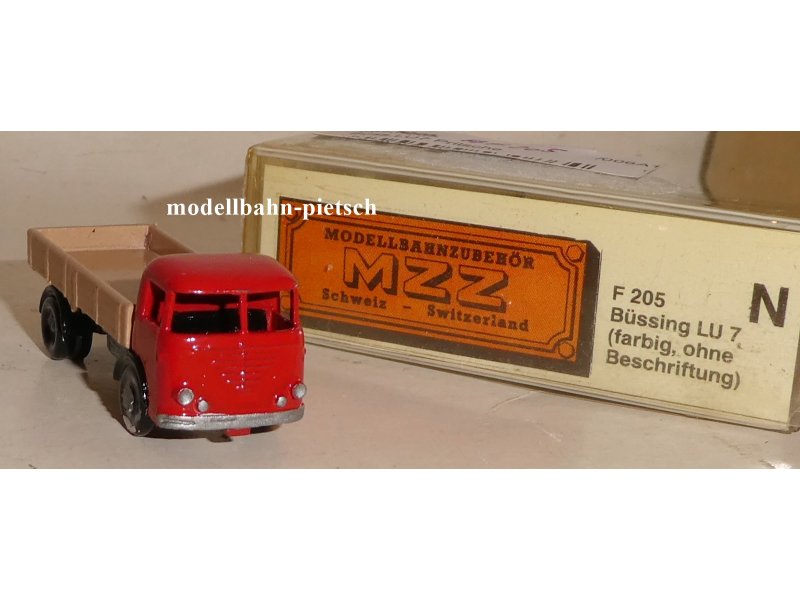 modellbahn-pietsch
MODELLBAHNZUBEHÖR
MZZ
Schweiz - Switzerland
F 205
Büssing LU 7
(farbig, ohne
Beschriftung)
N